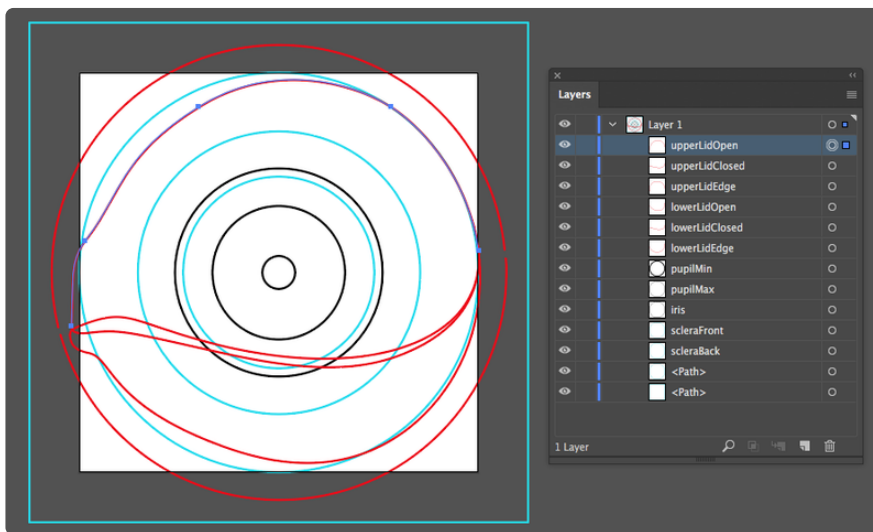 Layers
Layer 1
upperLidOpen
upperLidClosed
upperLidEdge
lowerLidOpen
lowerLidClosed
lowerLidEdge
pupilMin
pupilMax
iris
scleraFront
scleraBack
<Path>
<Path>
1 Layer